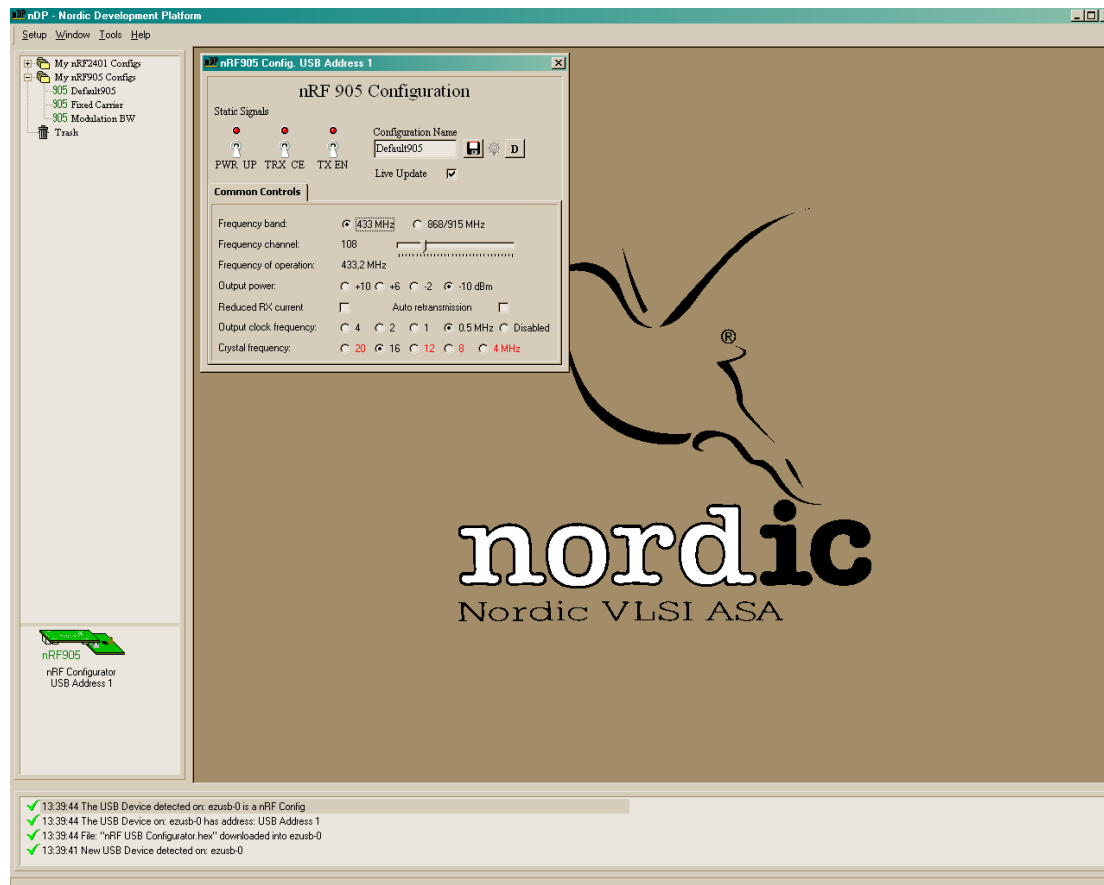 nDP - Nordic Development Platform
Setup Window Tools Help
My nRF2401 Configs
My nRF905 Configs
905 Default905
905 Fixed Carrier
905 Modulation BW
Trash
nRF905 Config. USB Address 1
nRF 905 Configuration
Static Signals
PWR UP TRX CE TX EN
Configuration Name
Default905 D
Live Update
Common Controls
Frequency band: 433 MHz 868/915 MHz
Frequency channel: 108
Frequency of operation: 433,2 MHz
Output power: +10 +6 -2 -10 dBm
Reduced RX current Auto retransmission
Output clock frequency: 4 2 1 0.5 MHz Disabled
Crystal frequency: 20 16 12 8 4 MHz
®
nordic
Nordic VLSI ASA
nRF905
nRF Configurator
USB Address 1
13:39:44 The USB Device detected on: ezusb-0 is a nRF Config
13:39:44 The USB Device on: ezusb-0 has address: USB Address 1
13:39:44 File: "nRF USB Configurator.hex" downloaded into ezusb-0
13:39:41 New USB Device detected on: ezusb-0